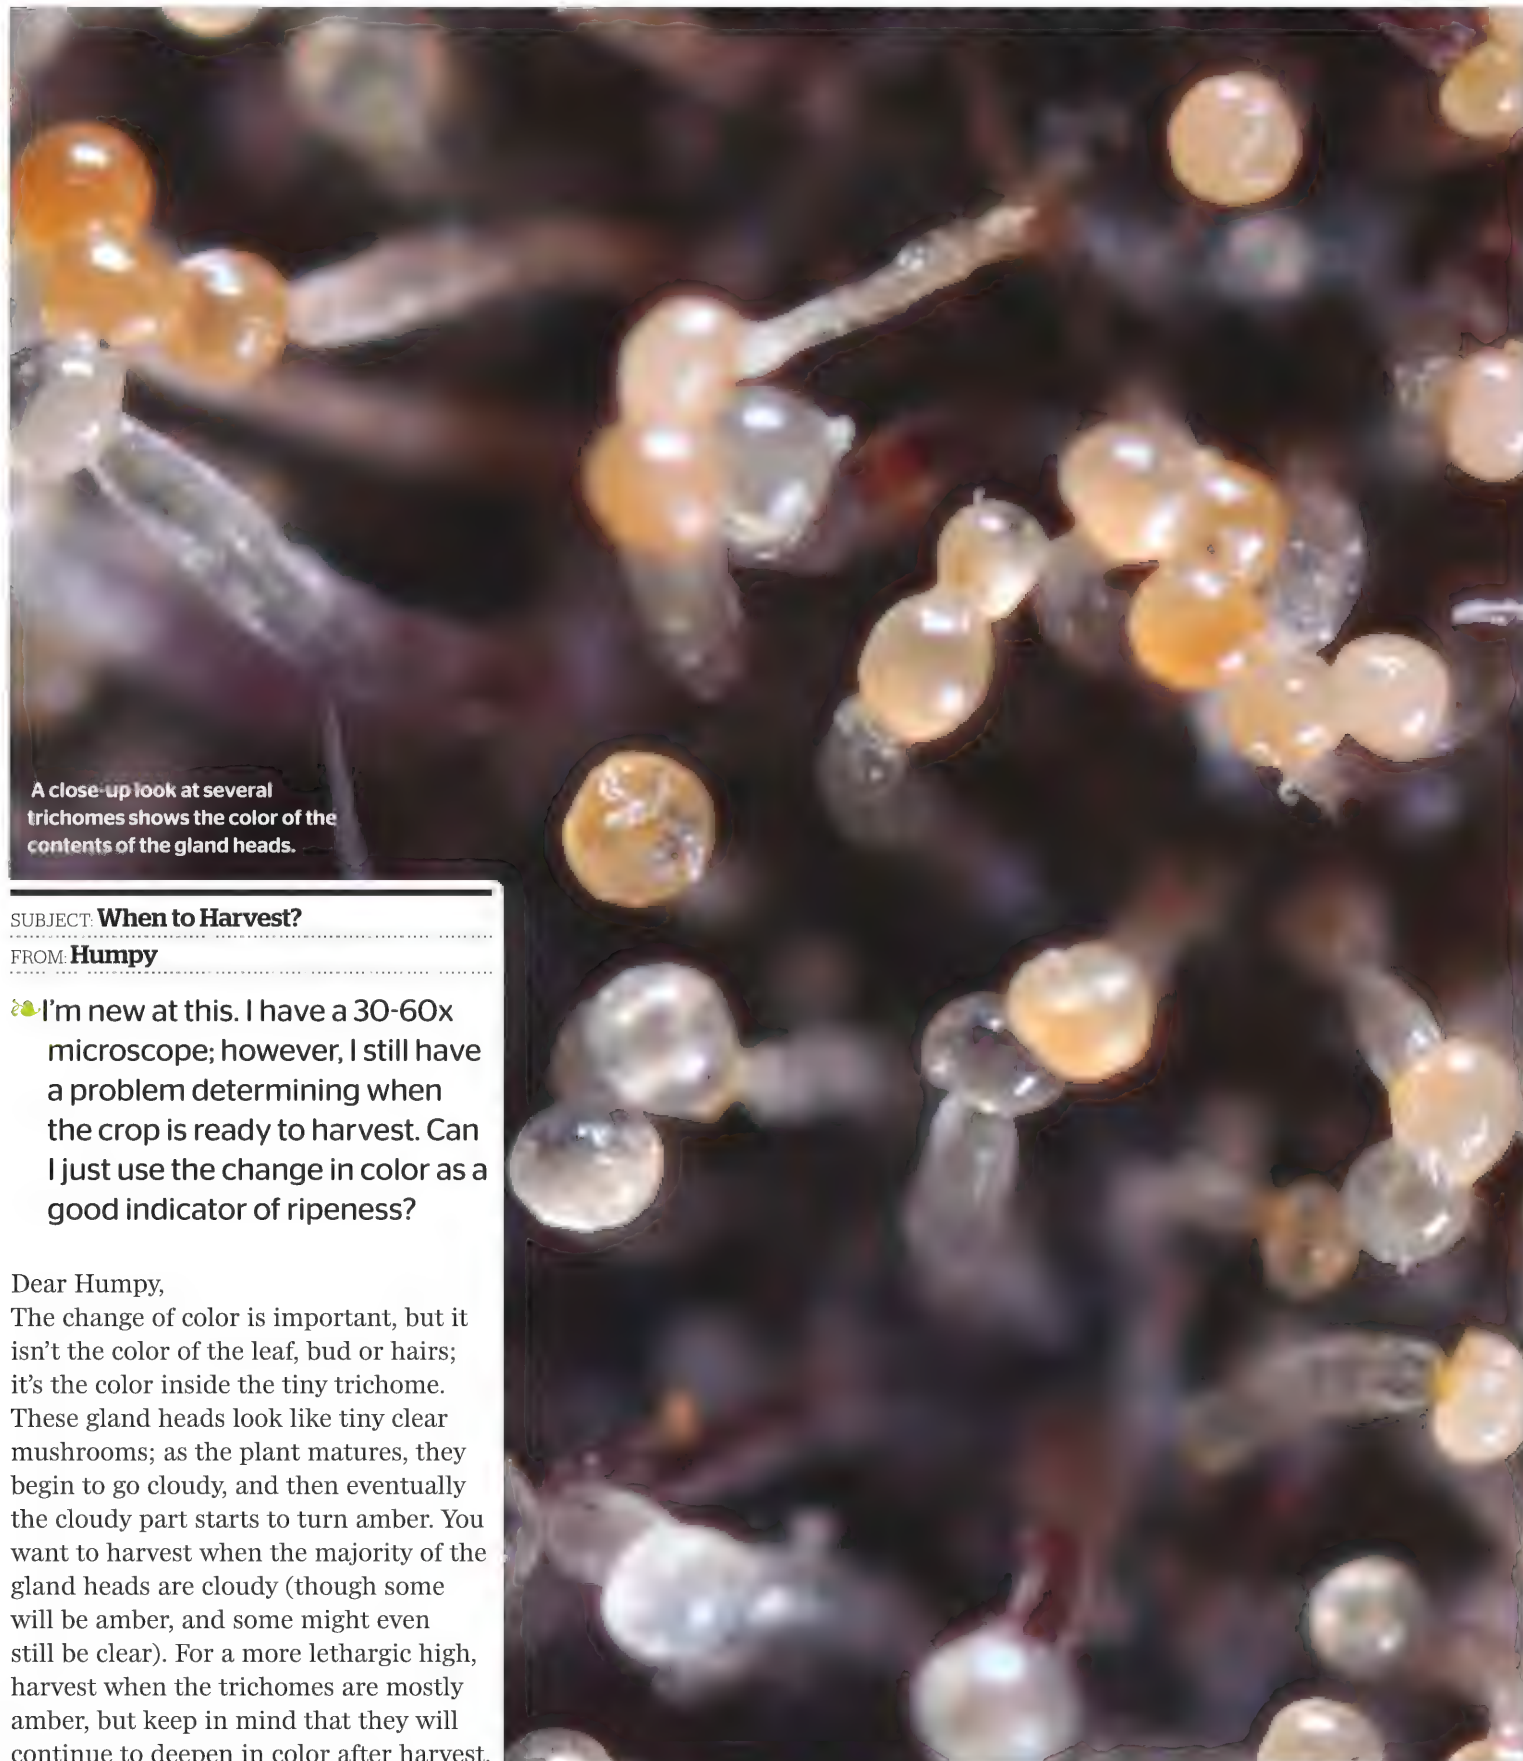 A close-up look at several
trichomes shows the color of the
contents of the gland heads.
SUBJECT: When to Harvest?
FROM: Humpy
I'm new at this. I have a 30-60x
microscope; however, I still have
a problem determining when
the crop is ready to harvest. Can
I just use the change in color as a
good indicator of ripeness?
Dear Humpy,
The change of color is important, but it
isn't the color of the leaf, bud or hairs;
it's the color inside the tiny trichome.
These gland heads look like tiny clear
mushrooms; as the plant matures, they
begin to go cloudy, and then eventually
the cloudy part starts to turn amber. You
want to harvest when the majority of the
gland heads are cloudy (though some
will be amber, and some might even
still be clear). For a more lethargic high,
harvest when the trichomes are mostly
amber, but keep in mind that they will
continue to deepen in color after harvest.